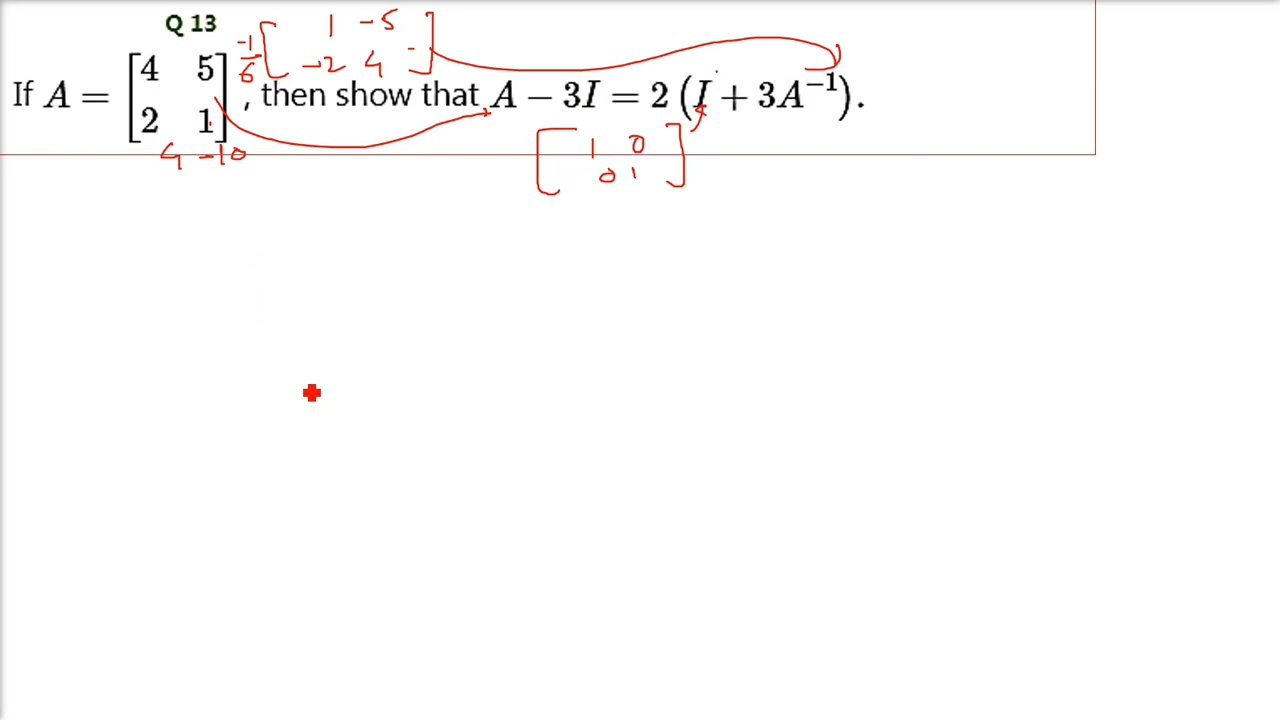 Q 13
If A = [4 5; 2 1], then show that A − 3I = 2 (I + 3A⁻¹).
-1/6 [1 -5; -2 4]
4 -10
[1 0; 0 1]